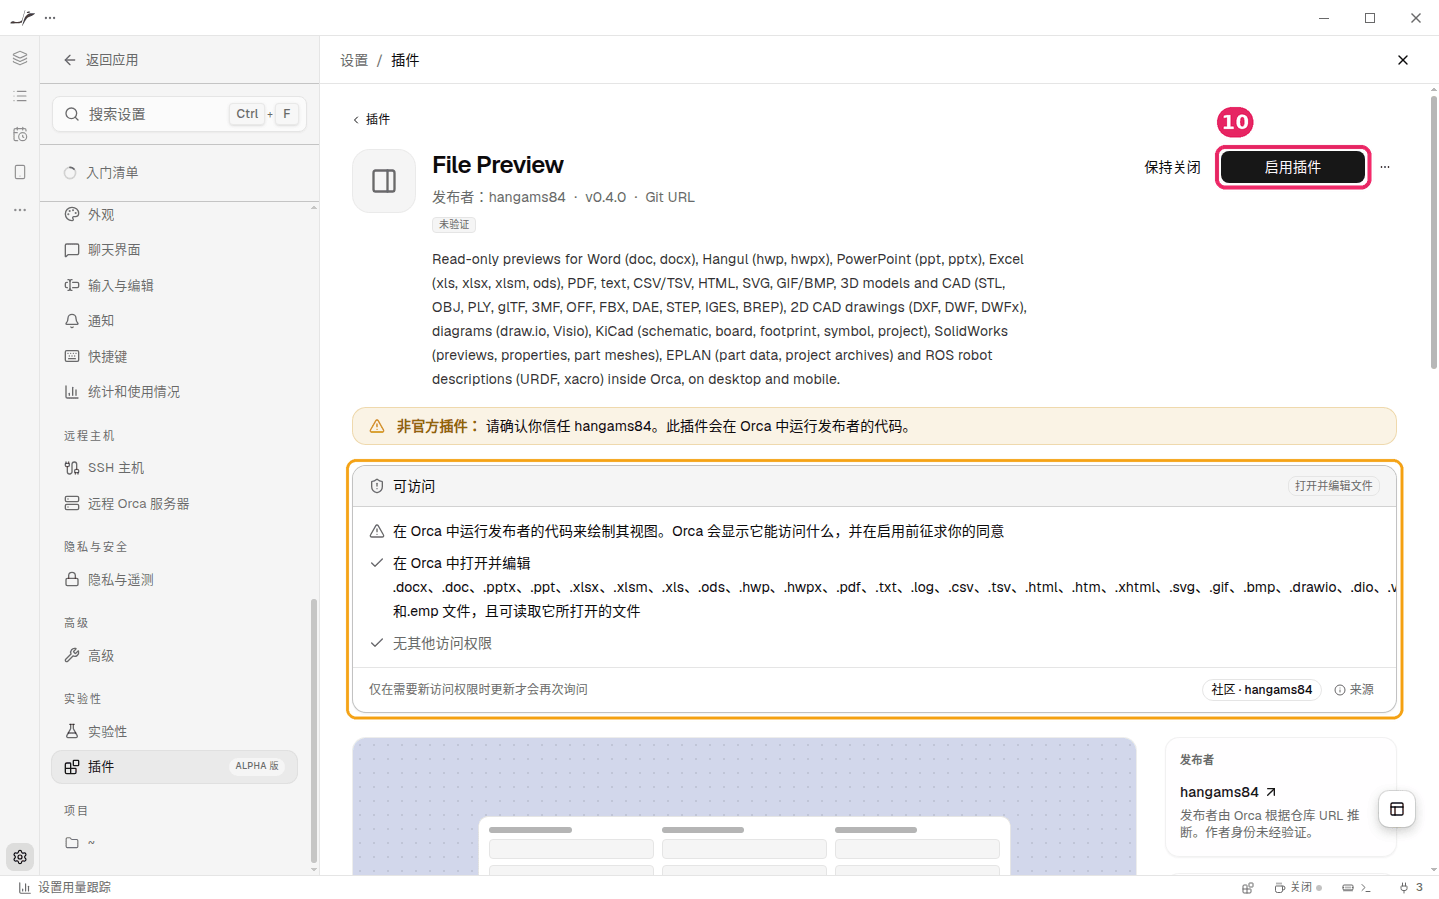 返回应用
设置 / 插件
搜索设置 Ctrl + F
入门清单
外观
聊天界面
输入与编辑
通知
快捷键
统计和使用情况
远程主机
SSH 主机
远程 Orca 服务器
隐私与安全
隐私与遥测
高级
高级
实验性
实验性
插件 ALPHA 版
项目
~
插件
10
File Preview
保持关闭 启用插件
发布者：hangams84 · v0.4.0 · Git URL
未验证
Read-only previews for Word (doc, docx), Hangul (hwp, hwpx), PowerPoint (ppt, pptx), Excel
(xls, xlsx, xlsm, ods), PDF, text, CSV/TSV, HTML, SVG, GIF/BMP, 3D models and CAD (STL,
OBJ, PLY, glTF, 3MF, OFF, FBX, DAE, STEP, IGES, BREP), 2D CAD drawings (DXF, DWF, DWFx),
diagrams (draw.io, Visio), KiCad (schematic, board, footprint, symbol, project), SolidWorks
(previews, properties, part meshes), EPLAN (part data, project archives) and ROS robot
descriptions (URDF, xacro) inside Orca, on desktop and mobile.
非官方插件： 请确认你信任 hangams84。此插件会在 Orca 中运行发布者的代码。
可访问 打开并编辑文件
在 Orca 中运行发布者的代码来绘制其视图。Orca 会显示它能访问什么，并在启用前征求你的同意
在 Orca 中打开并编辑
.docx、.doc、.pptx、.ppt、.xlsx、.xlsm、.xls、.ods、.hwp、.hwpx、.pdf、.txt、.log、.csv、.tsv、.html、.htm、.xhtml、.svg、.gif、.bmp、.drawio、.dio、
和.emp 文件，且可读取它所打开的文件
无其他访问权限
仅在需要新访问权限时更新才会再次询问 社区 · hangams84 来源
发布者
hangams84
发布者由 Orca 根据仓库 URL 推
断。作者身份未经验证。
设置用量跟踪 关闭 3